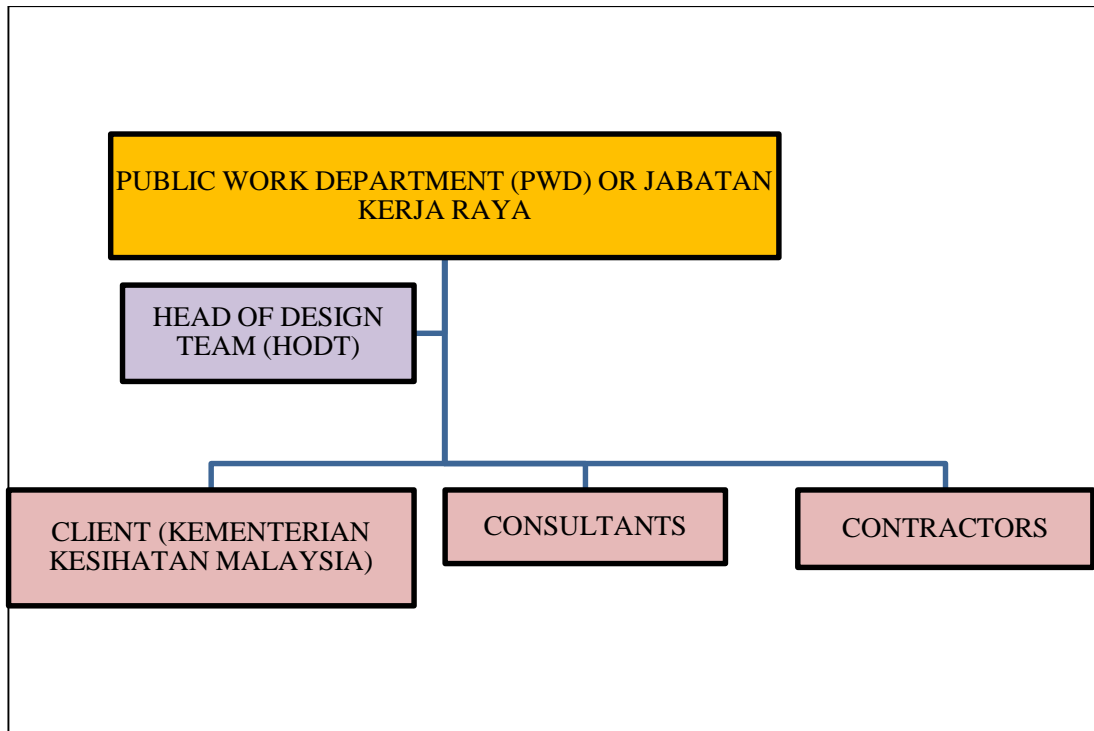 PUBLIC WORK DEPARTMENT (PWD) OR JABATAN
KERJA RAYA
HEAD OF DESIGN
TEAM (HODT)
CLIENT (KEMENTERIAN
KESIHATAN MALAYSIA)
CONSULTANTS
CONTRACTORS